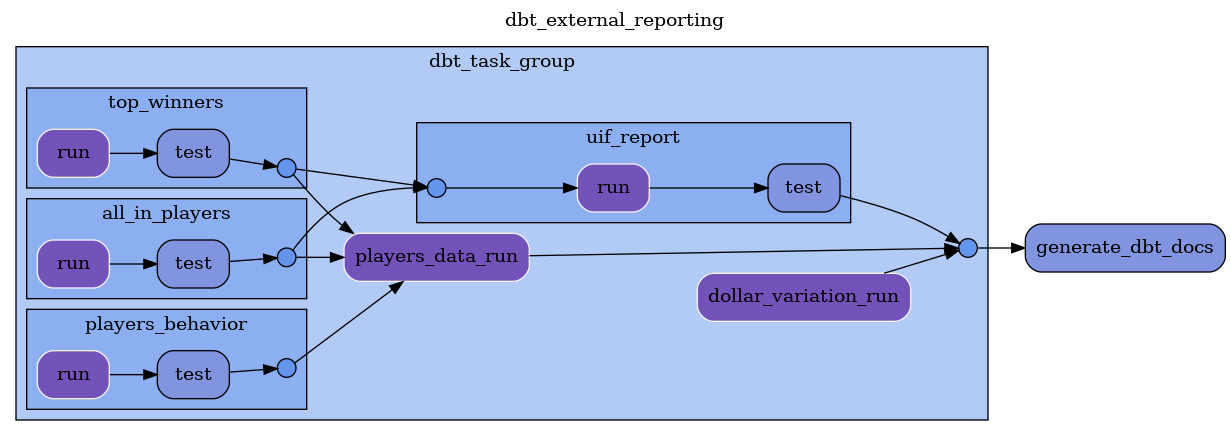 dbt_external_reporting
dbt_task_group
top_winners
run
test
all_in_players
run
test
players_behavior
run
test
uif_report
run
test
players_data_run
dollar_variation_run
generate_dbt_docs